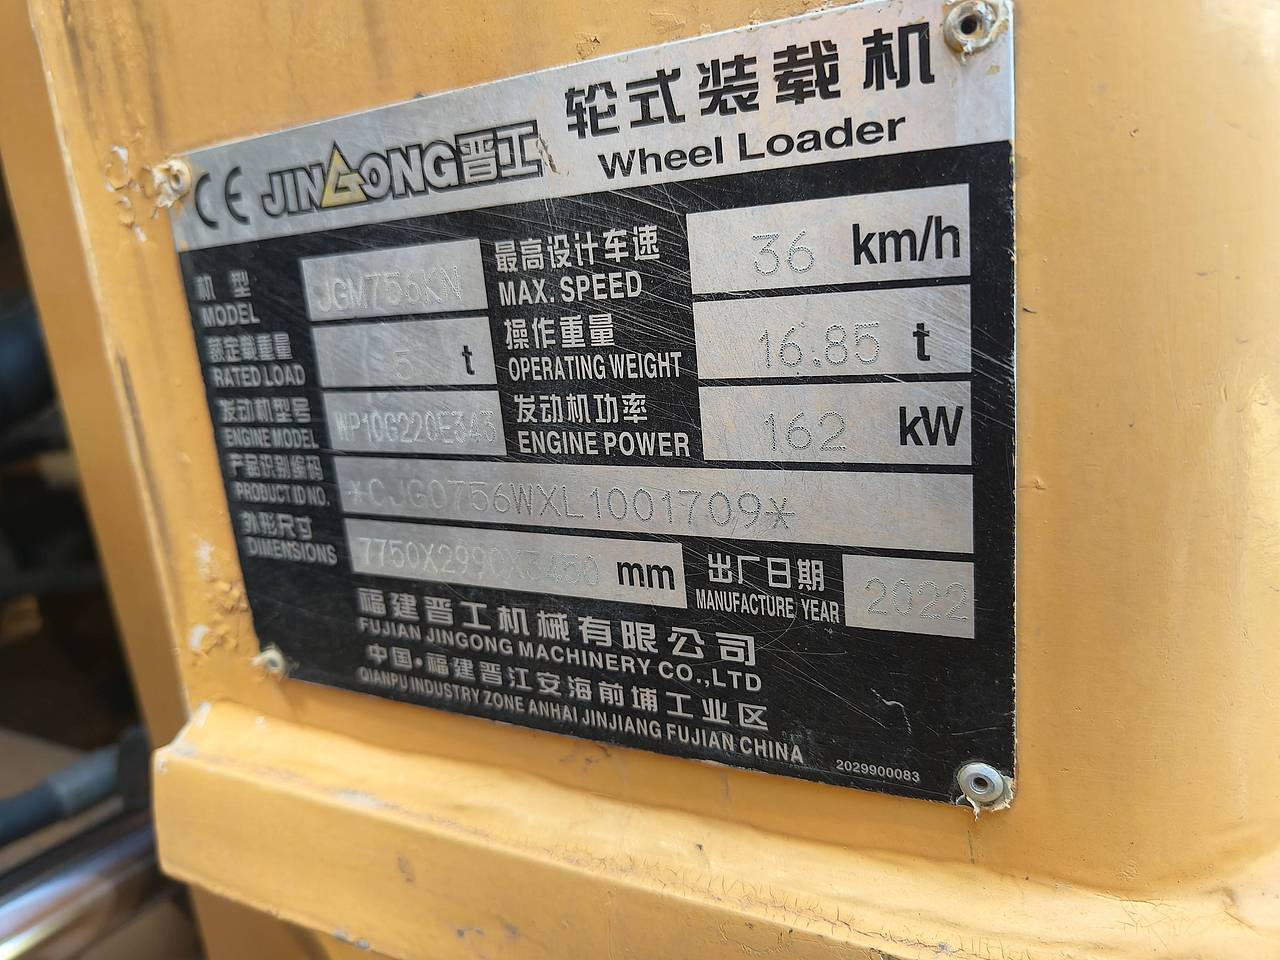 CE JINGONG晋工 轮式装载机
Wheel Loader
机型 JGM756KN 最高设计车速 36 km/h
MODEL MAX. SPEED
额定载重量 5 t 操作重量 16.85 t
RATED LOAD OPERATING WEIGHT
发动机型号 WP10G220E343 发动机功率 162 kW
ENGINE MODEL ENGINE POWER
产品识别编码 *CJG0756WXL1001709*
PRODUCT ID NO.
外形尺寸 7750X2990X3450 mm 出厂日期 2022
DIMENSIONS MANUFACTURE YEAR
福建晋工机械有限公司
FUJIAN JINGONG MACHINERY CO.,LTD
中国·福建晋江安海前埔工业区
QIANPU INDUSTRY ZONE ANHAI JINJIANG FUJIAN CHINA
2029900083